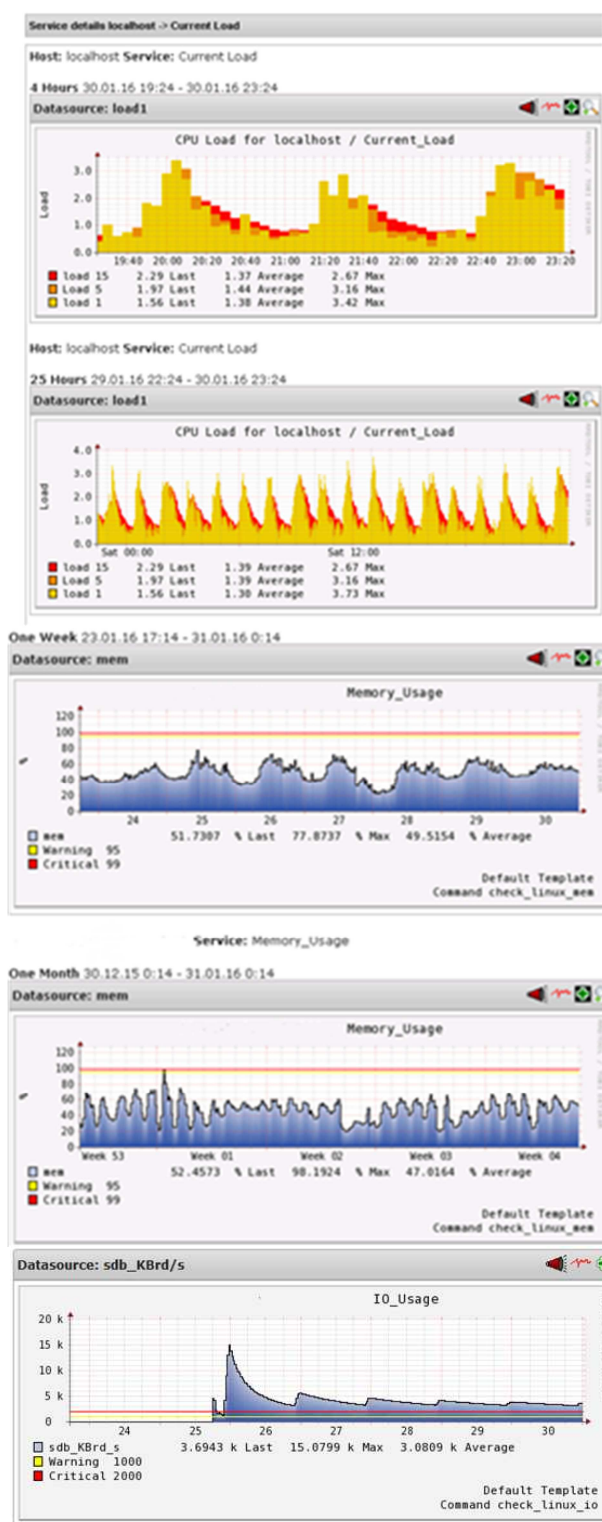 Service details localhost -> Current Load
Host: localhost Service: Current Load
4 Hours 30.01.16 19:24 - 30.01.16 23:24
Datasource: load1
CPU Load for localhost / Current_Load
Load
3.0
2.0
1.0
0.0
19:40 20:00 20:20 20:40 21:00 21:20 21:40 22:00 22:20 22:40 23:00 23:20
load 15 2.29 Last 1.37 Average 2.67 Max
Load 5 1.97 Last 1.44 Average 3.16 Max
load 1 1.56 Last 1.38 Average 3.42 Max
Host: localhost Service: Current Load
25 Hours 29.01.16 22:24 - 30.01.16 23:24
Datasource: load1
CPU Load for localhost / Current_Load
Load
4.0
3.0
2.0
1.0
0.0
Sat 00:00 Sat 12:00
load 15 2.29 Last 1.39 Average 2.67 Max
Load 5 1.97 Last 1.39 Average 3.16 Max
load 1 1.56 Last 1.30 Average 3.73 Max
One Week 23.01.16 17:14 - 31.01.16 0:14
Datasource: mem
Memory_Usage
%
120
100
80
60
40
20
0
24 25 26 27 28 29 30
mem 51.7307 % Last 77.8737 % Max 49.5154 % Average
Warning 95
Critical 99
Default Template
Command check_linux_mem
Service: Memory_Usage
One Month 30.12.15 0:14 - 31.01.16 0:14
Datasource: mem
Memory_Usage
%
120
100
80
60
40
20
0
Week 53 Week 01 Week 02 Week 03 Week 04
mem 52.4573 % Last 98.1924 % Max 47.0164 % Average
Warning 95
Critical 99
Default Template
Command check_linux_mem
Datasource: sdb_KBrd/s
IO_Usage
20 k
15 k
10 k
5 k
0
24 25 26 27 28 29 30
sdb_KBrd_s 3.6943 k Last 15.0799 k Max 3.0809 k Average
Warning 1000
Critical 2000
Default Template
Command check_linux_io